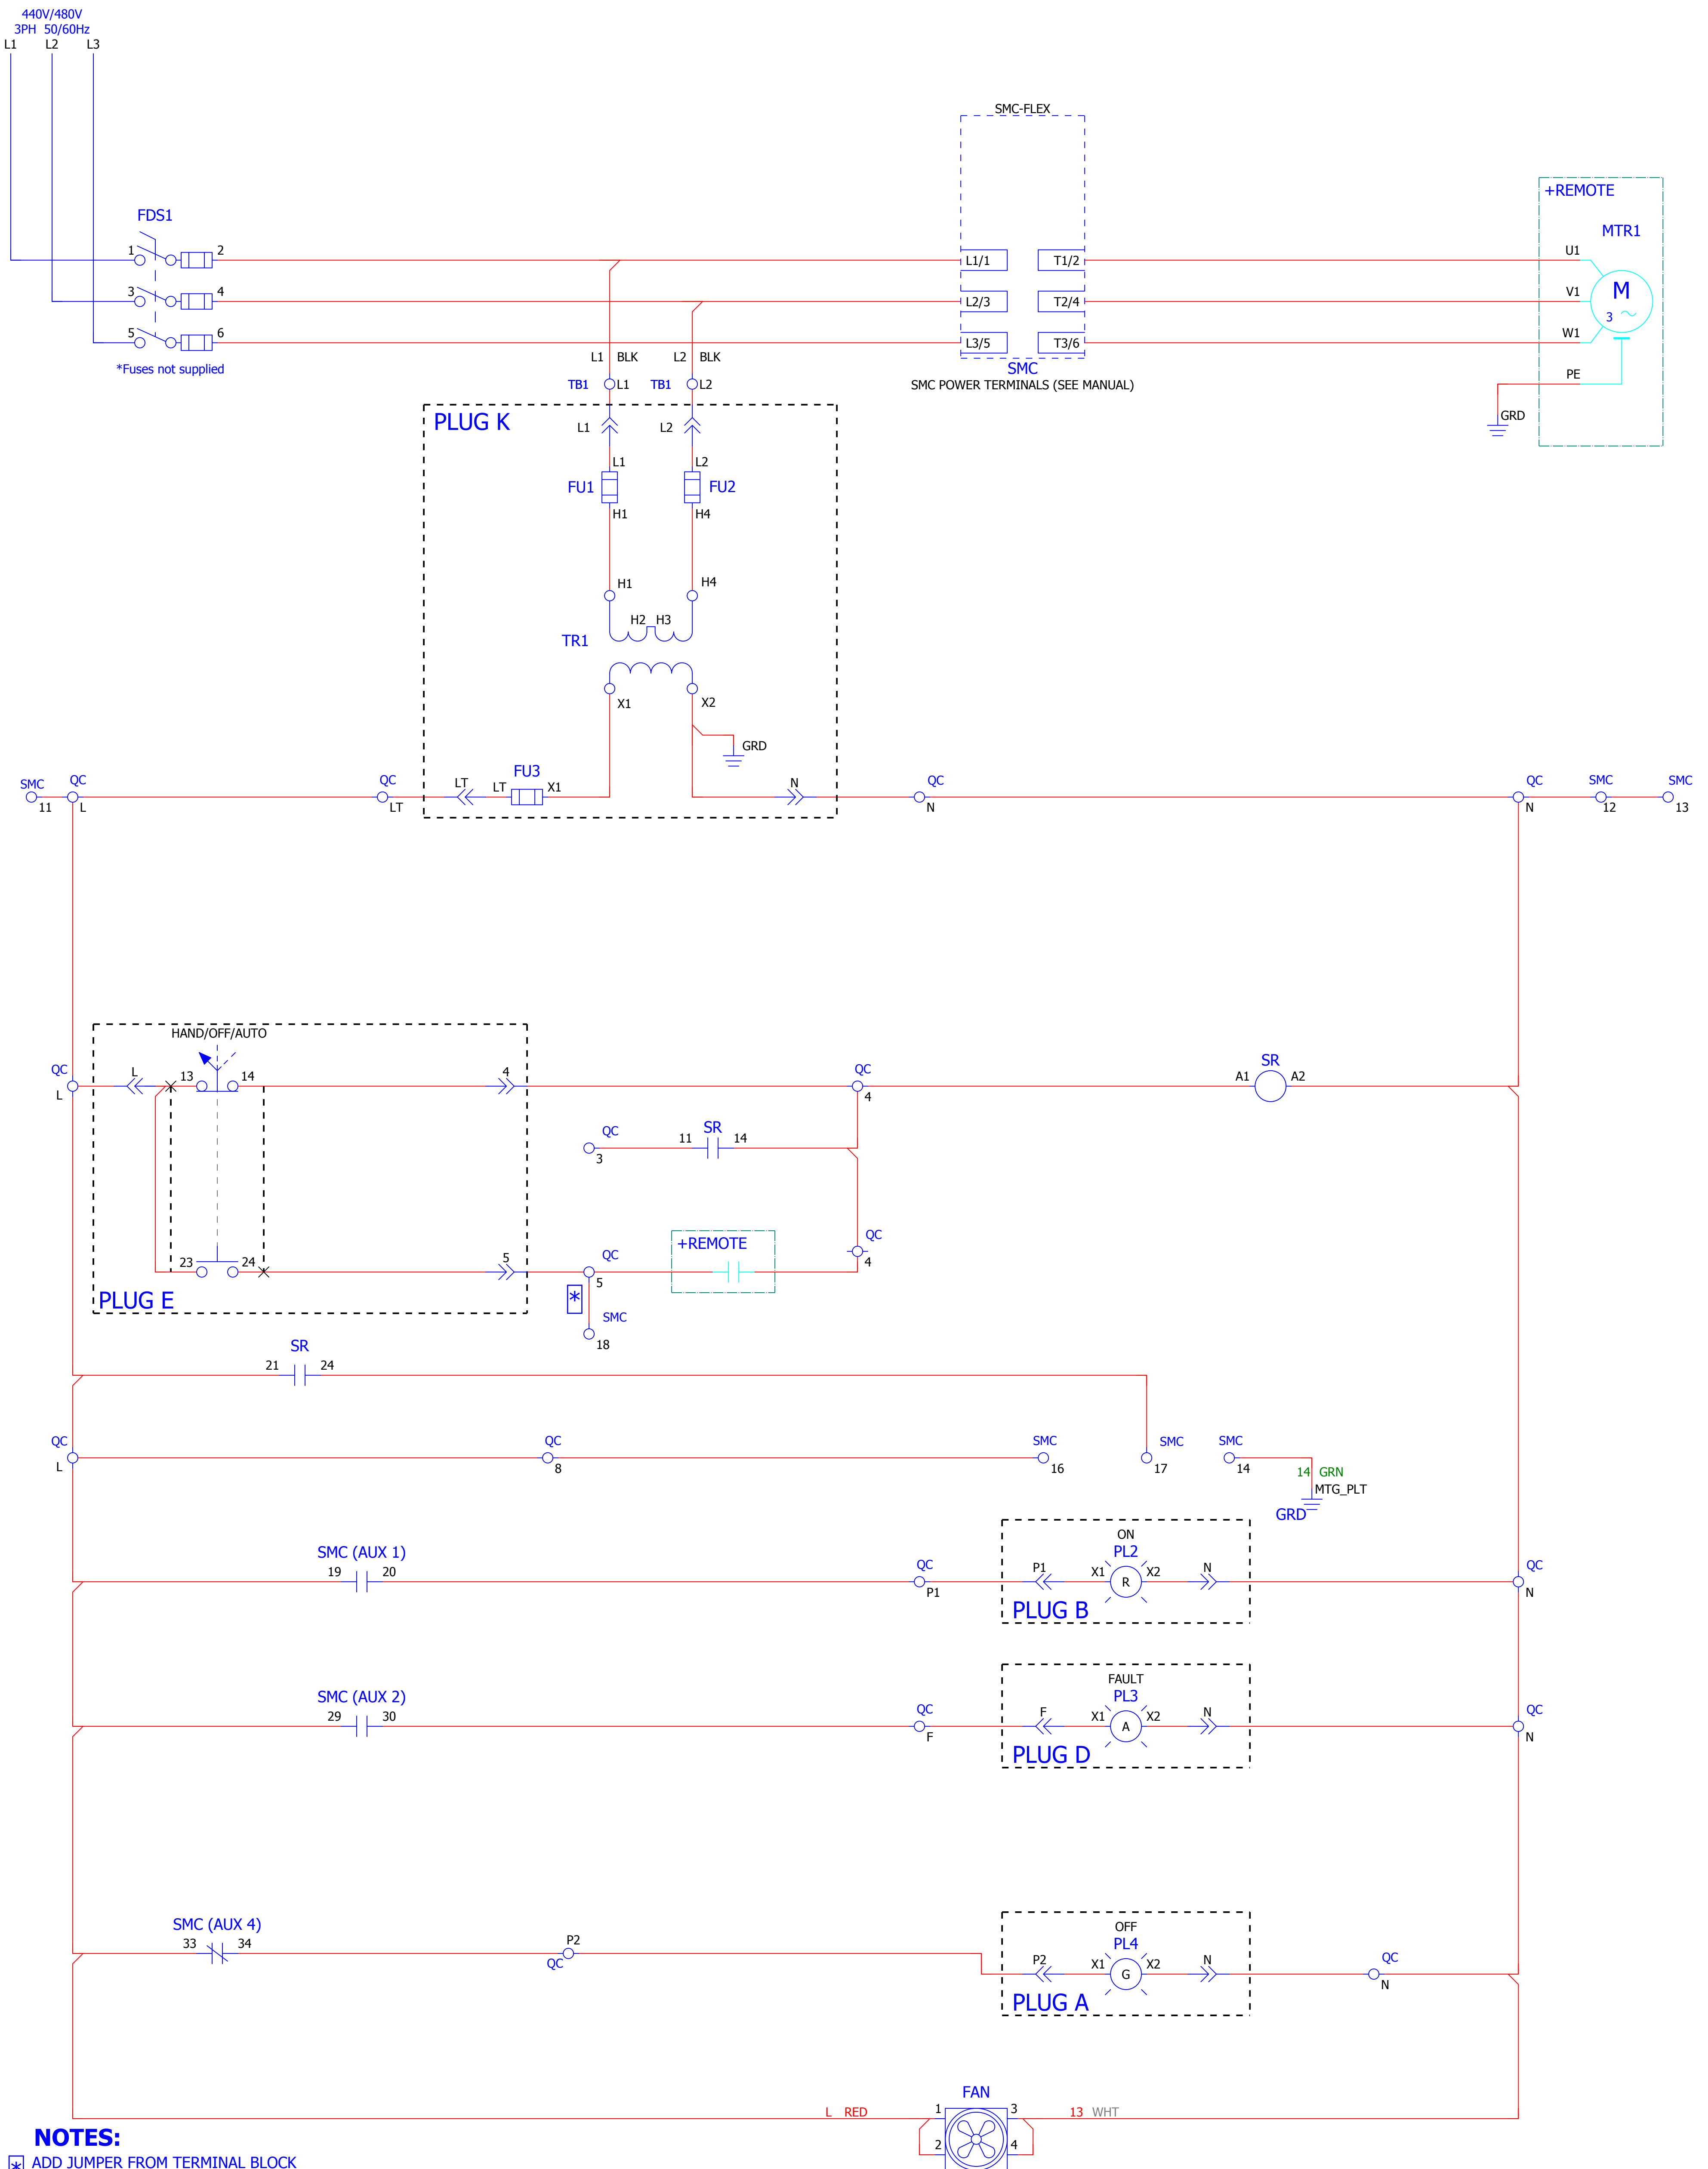 440V/480V
3PH 50/60Hz
L1 L2 L3
SMC-FLEX
+REMOTE
FDS1
MTR1
1 2 L1/1 T1/2 U1
3 4 L2/3 T2/4 V1
M
3
5 6 L3/5 T3/6 W1
*Fuses not supplied
L1 BLK L2 BLK
SMC
SMC POWER TERMINALS (SEE MANUAL)
PE
TB1 L1 TB1 L2
GRD
PLUG K
L1 L2
L1 L2
FU1 FU2
H1 H4
H1 H4
H2 H3
TR1
X1 X2
GRD
SMC QC QC LT LT FU3 X1 N QC QC SMC SMC
11 L LT N N 12 13
HAND/OFF/AUTO
QC L 13 14 4 QC A1 SR A2
L 4
QC 11 SR 14
3
+REMOTE
QC
23 24 5 QC
5 4
PLUG E
*
SMC
18
SR
21 24
QC QC SMC SMC SMC
L 8 16 17 14
14 GRN
MTG_PLT
GRD
ON
SMC (AUX 1) PL2
19 20 QC P1 X1 R X2 N QC
P1 N
PLUG B
FAULT
SMC (AUX 2) PL3
29 30 QC F X1 A X2 N QC
F N
PLUG D
OFF
SMC (AUX 4) PL4
33 34 P2
QC
P2 X1 G X2 N QC
N
PLUG A
FAN
L RED 1 3 13 WHT
2 4
NOTES:
* ADD JUMPER FROM TERMINAL BLOCK